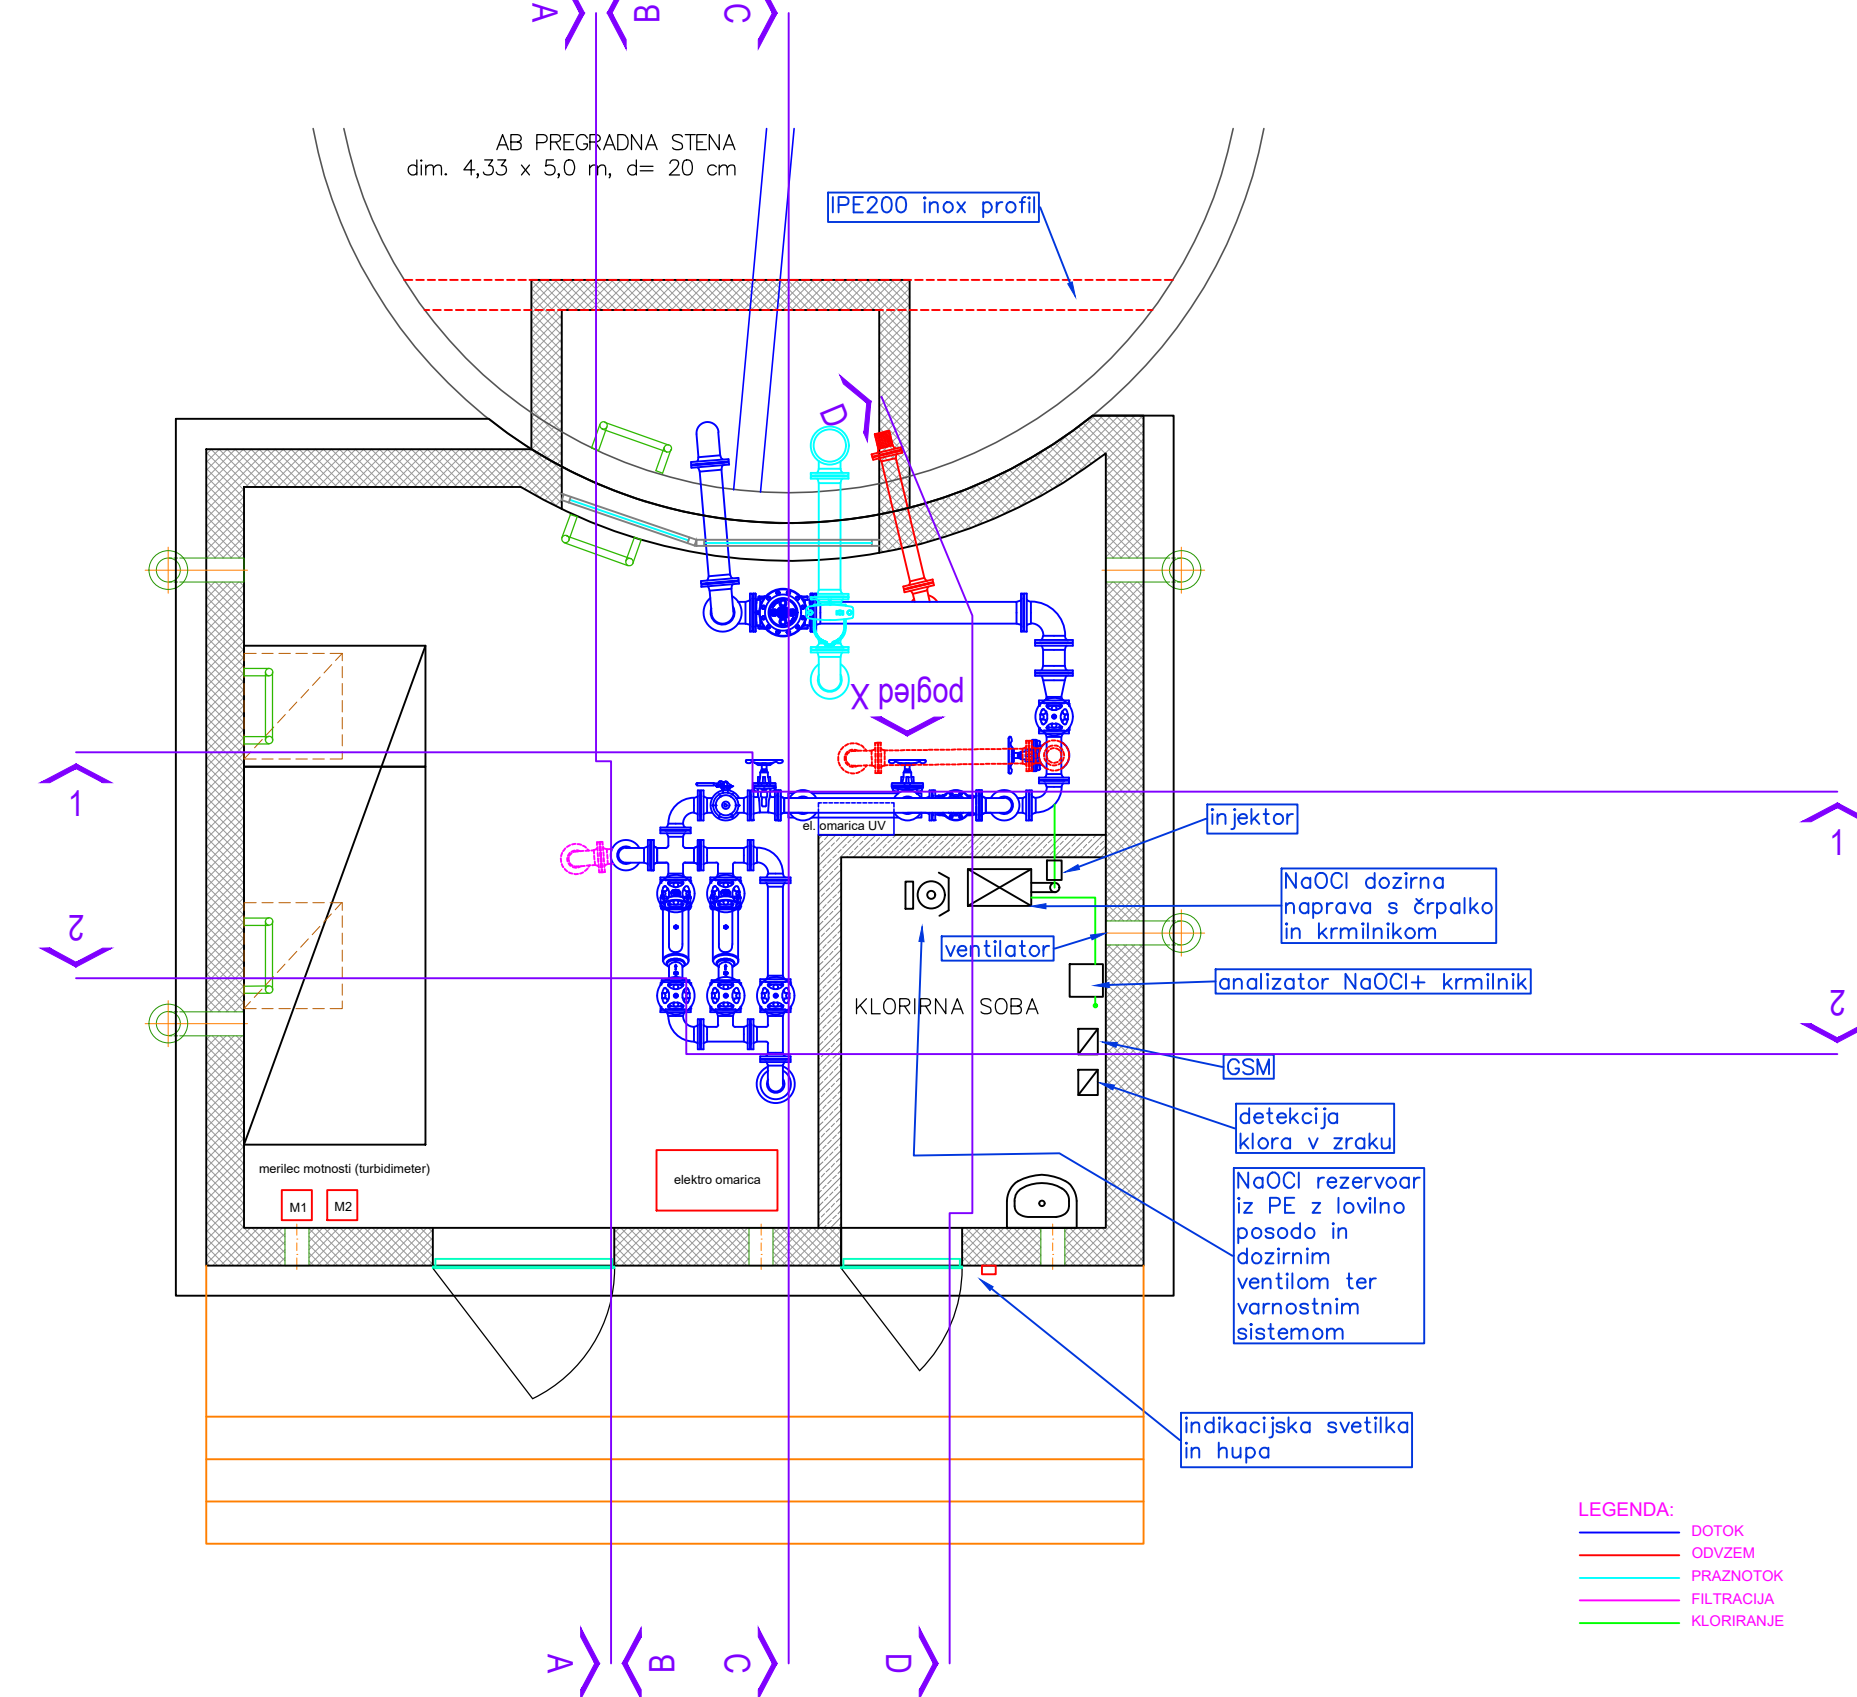 A
B
C
AB PREGRADNA STENA
dim. 4,33 x 5,0 m, d= 20 cm
IPE200 inox profil
D
pogled X
1
1
el. omarica UV
injektor
NaOCl dozirna
naprava s črpalko
in krmilnikom
2
ventilator
analizator NaOCl+ krmilnik
KLORIRNA SOBA
2
GSM
detekcija
klora v zraku
merilec motnosti (turbidimeter)
M1
M2
elektro omarica
NaOCl rezervoar
iz PE z lovilno
posodo in
dozirnim
ventilom ter
varnostnim
sistemom
indikacijska svetilka
in hupa
LEGENDA:
DOTOK
ODVZEM
PRAZNOTOK
FILTRACIJA
KLORIRANJE
A
B
C
D